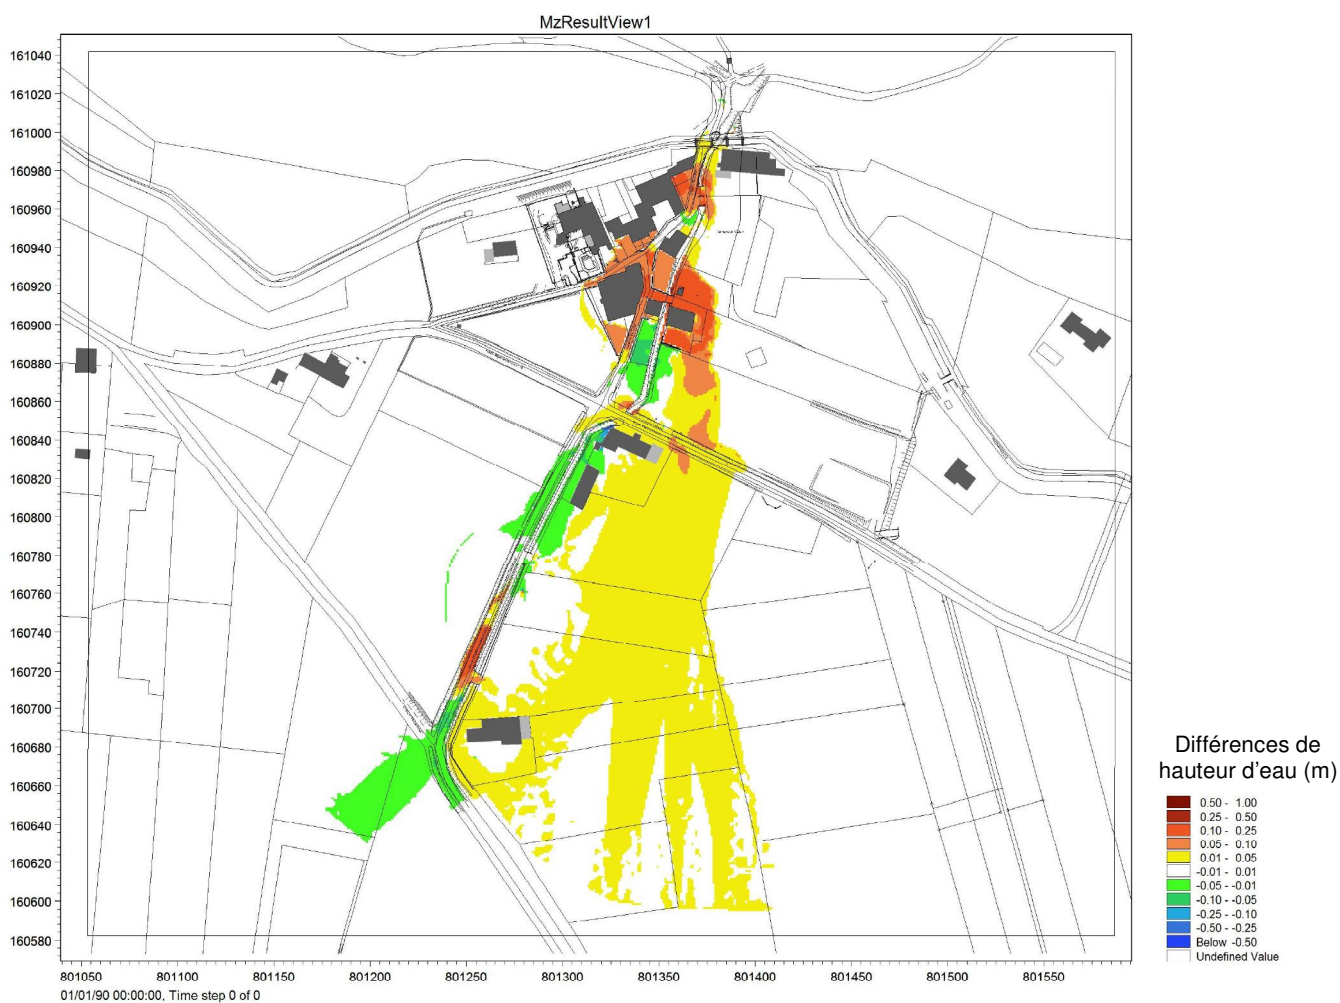 MzResultView1
161040
161020
161000
160980
160960
160940
160920
160900
160880
160860
160840
160820
160800
160780
160760
160740
160720
160700
160680
160660
160640
160620
160600
160580
801050 801100 801150 801200 801250 801300 801350 801400 801450 801500 801550
01/01/90 00:00:00, Time step 0 of 0
Différences de
hauteur d'eau (m)
0.50 - 1.00
0.25 - 0.50
0.10 - 0.25
0.05 - 0.10
0.01 - 0.05
-0.01 - 0.01
-0.05 - -0.01
-0.10 - -0.05
-0.25 - -0.10
-0.50 - -0.25
Below -0.50
Undefined Value